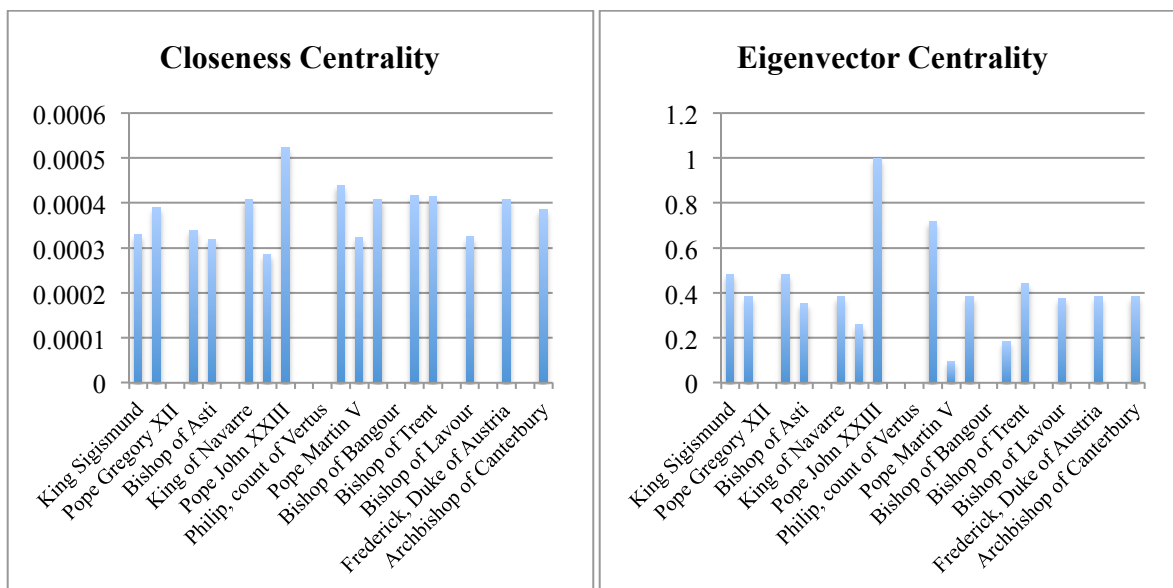 Closeness Centrality
0.0006
0.0005
0.0004
0.0003
0.0002
0.0001
0
King Sigismund
Pope Gregory XII
Bishop of Asti
King of Navarre
Pope John XXIII
Philip, count of Vertus
Pope Martin V
Bishop of Bangour
Bishop of Trent
Bishop of Lavour
Frederick, Duke of Austria
Archbishop of Canterbury
Eigenvector Centrality
1.2
1
0.8
0.6
0.4
0.2
0
King Sigismund
Pope Gregory XII
Bishop of Asti
King of Navarre
Pope John XXIII
Philip, count of Vertus
Pope Martin V
Bishop of Bangour
Bishop of Trent
Bishop of Lavour
Frederick, Duke of Austria
Archbishop of Canterbury